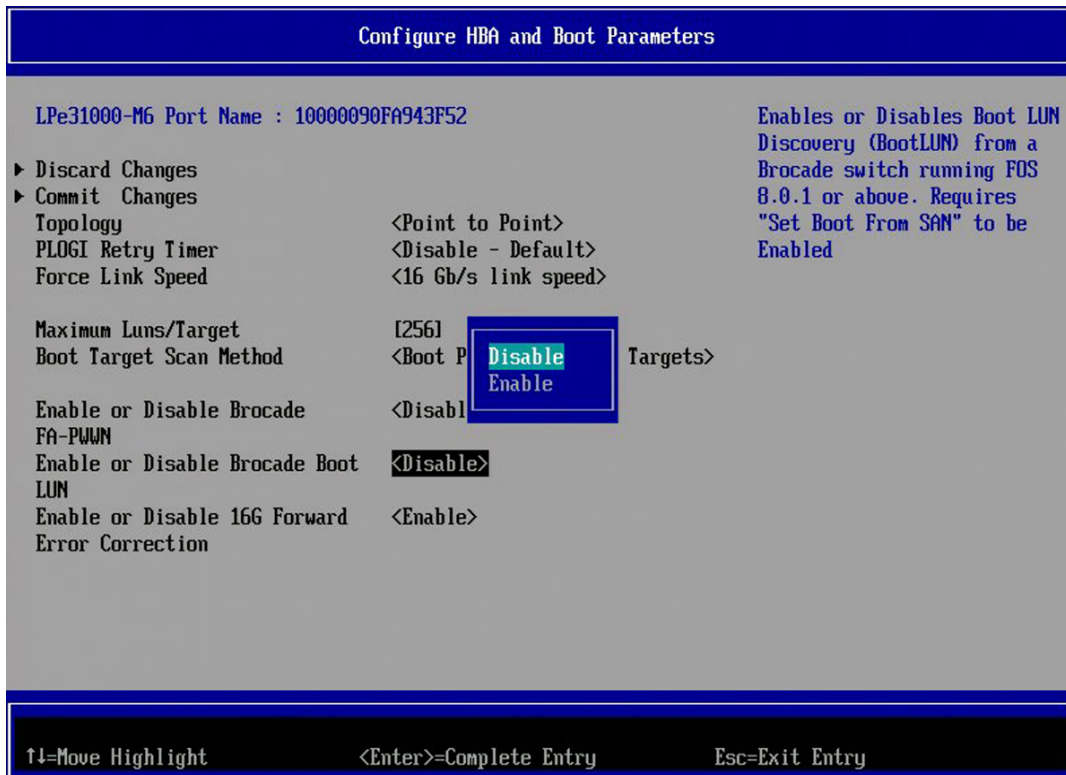 Configure HBA and Boot Parameters
LPe31000-M6 Port Name : 10000090FA943F52
Discard Changes
Commit Changes
Topology <Point to Point>
PLOGI Retry Timer <Disable - Default>
Force Link Speed <16 Gb/s link speed>
Maximum Luns/Target [256]
Boot Target Scan Method <Boot P Targets>
Enable or Disable Brocade <Disabl
FA-PWWN
Enable or Disable Brocade Boot <Disable>
LUN
Enable or Disable 16G Forward <Enable>
Error Correction
Disable
Enable
Enables or Disables Boot LUN
Discovery (BootLUN) from a
Brocade switch running FOS
8.0.1 or above. Requires
"Set Boot From SAN" to be
Enabled
↑↓=Move Highlight <Enter>=Complete Entry Esc=Exit Entry